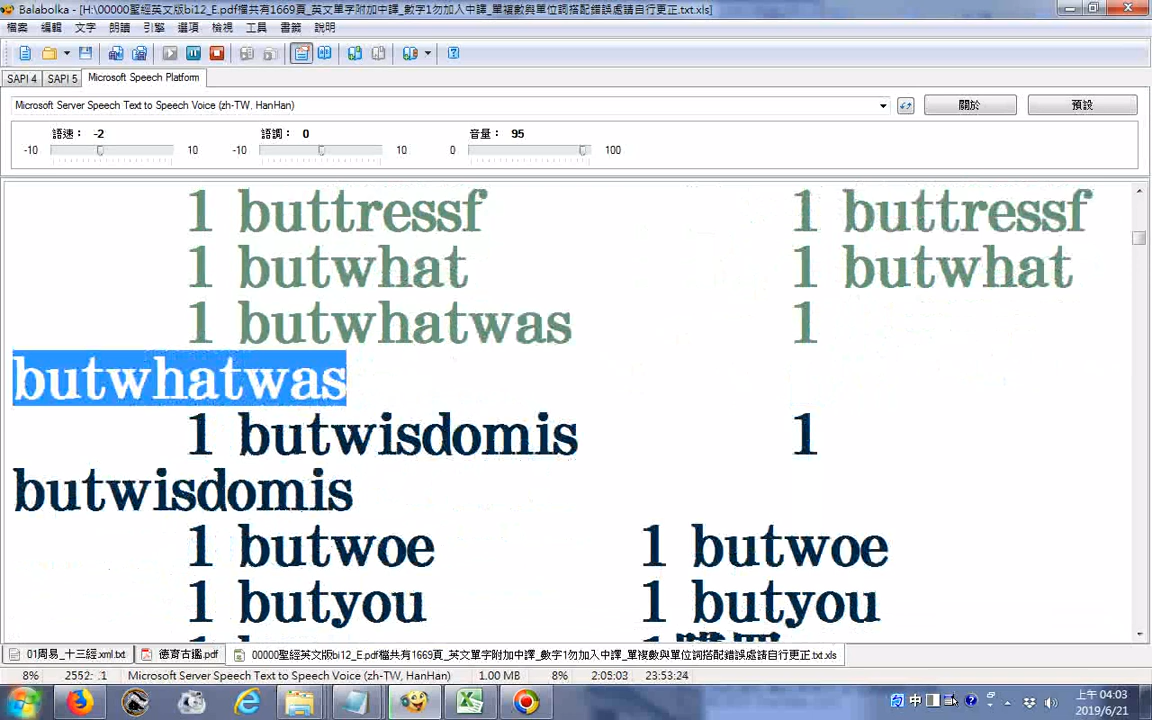 Balabolka - [H:\00000聖經英文版bi12_E.pdf檔共有1669頁_英文單字附加中譯_數字1勿加入中譯_單複數與單位詞搭配錯誤處請自行更正.txt.xls]
檔案 編輯 文字 朗讀 引擎 選項 檢視 工具 書籤 說明
SAPI 4 SAPI 5 Microsoft Speech Platform
Microsoft Server Speech Text to Speech Voice (zh-TW, HanHan) 關於 預設
語速： -2 語調： 0 音量： 95
-10 10 -10 10 0 100
1 buttressf 1 buttressf
1 butwhat 1 butwhat
1 butwhatwas 1
butwhatwas
1 butwisdomis 1
butwisdomis
1 butwoe 1 butwoe
1 butyou 1 butyou
01周易_十三經.xml.txt 德育古鑑.pdf 00000聖經英文版bi12_E.pdf檔共有1669頁_英文單字附加中譯_數字1勿加入中譯_單複數與單位詞搭配錯誤處請自行更正.txt.xls
8% 2552: .1 Microsoft Server Speech Text to Speech Voice (zh-TW, HanHan) 1.00 MB 8% 2:05:03 23:53:24
中 上午 04:03
2019/6/21